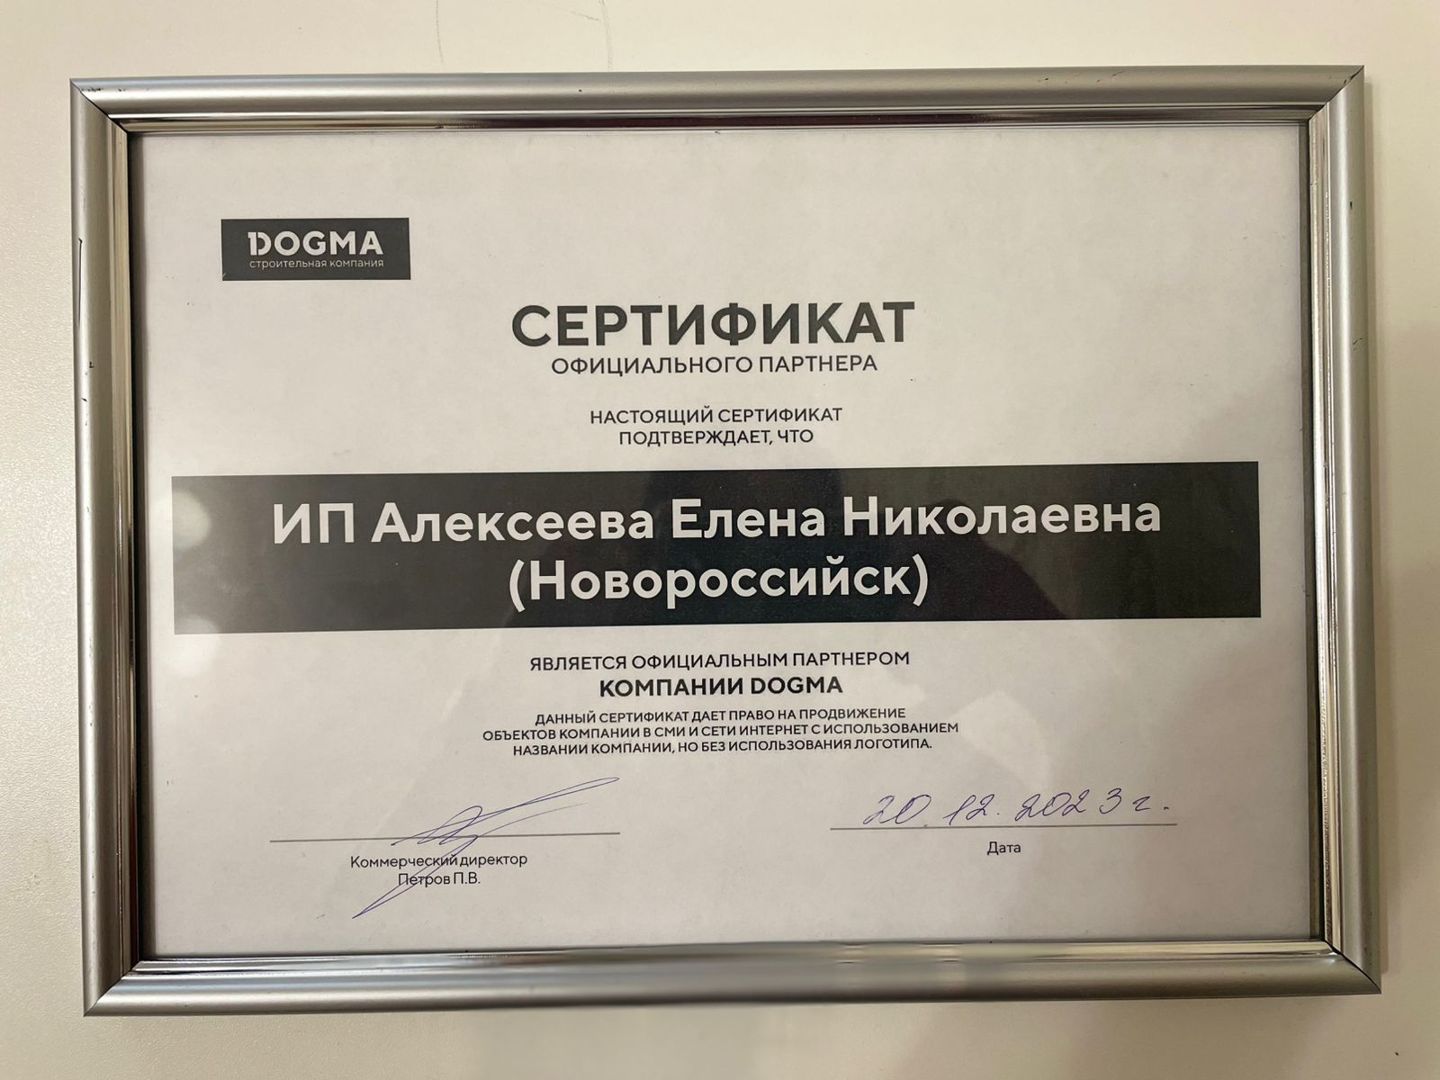 DOGMA
строительная компания
СЕРТИФИКАТ
ОФИЦИАЛЬНОГО ПАРТНЕРА
НАСТОЯЩИЙ СЕРТИФИКАТ
ПОДТВЕРЖДАЕТ, ЧТО
ИП Алексеева Елена Николаевна
(Новороссийск)
ЯВЛЯЕТСЯ ОФИЦИАЛЬНЫМ ПАРТНЕРОМ
КОМПАНИИ DOGMA
ДАННЫЙ СЕРТИФИКАТ ДАЕТ ПРАВО НА ПРОДВИЖЕНИЕ
ОБЪЕКТОВ КОМПАНИИ В СМИ И СЕТИ ИНТЕРНЕТ С ИСПОЛЬЗОВАНИЕМ
НАЗВАНИИ КОМПАНИИ, НО БЕЗ ИСПОЛЬЗОВАНИЯ ЛОГОТИПА.
20.12.2023 г.
Коммерческий директор
Петров П.В.
Дата